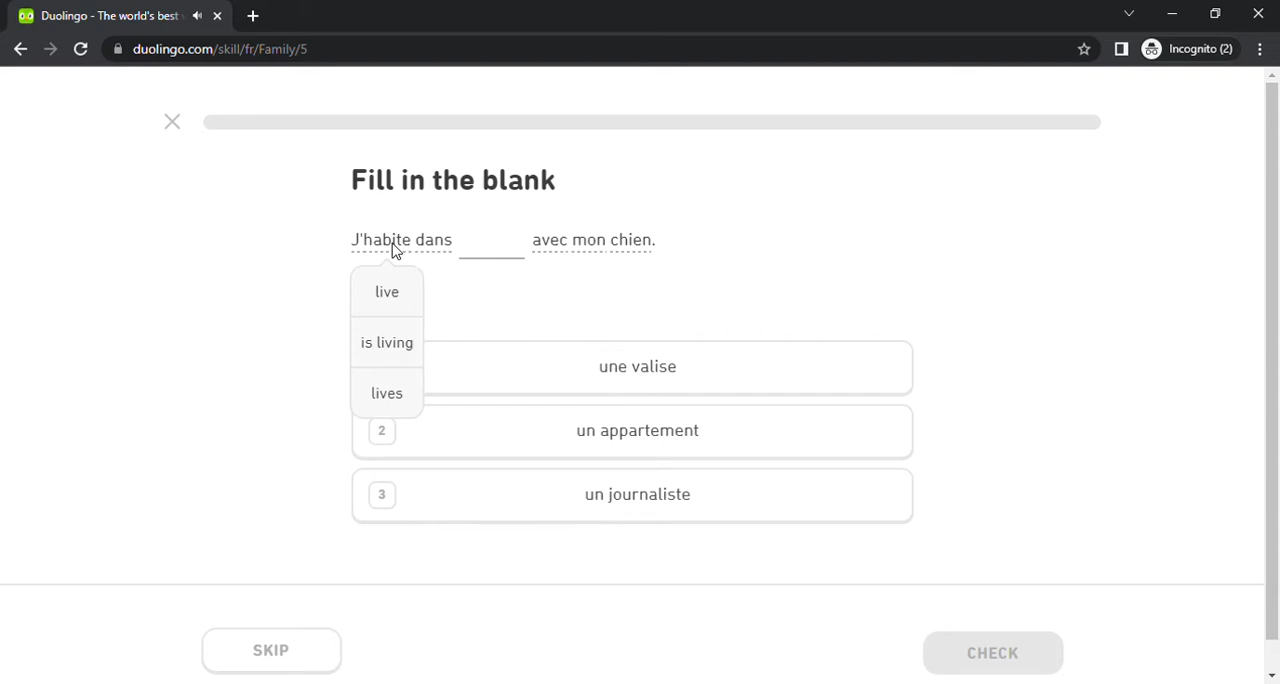 Duolingo - The world's best
duolingo.com/skill/fr/Family/5
Incognito (2)
Fill in the blank
J'habite dans ______ avec mon chien.
live
is living
lives
une valise
2 un appartement
3 un journaliste
SKIP
CHECK